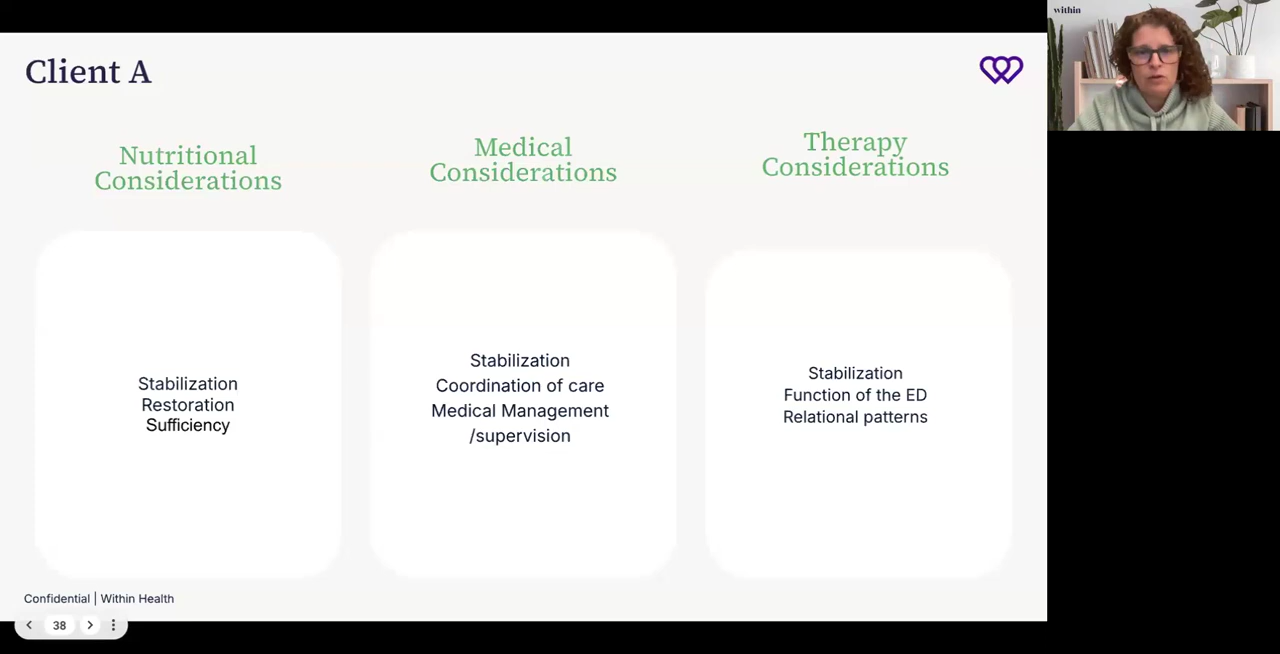 within
Client A
Nutritional
Considerations
Medical
Considerations
Therapy
Considerations
Stabilization
Restoration
Sufficiency
Stabilization
Coordination of care
Medical Management
/supervision
Stabilization
Function of the ED
Relational patterns
Confidential | Within Health
38